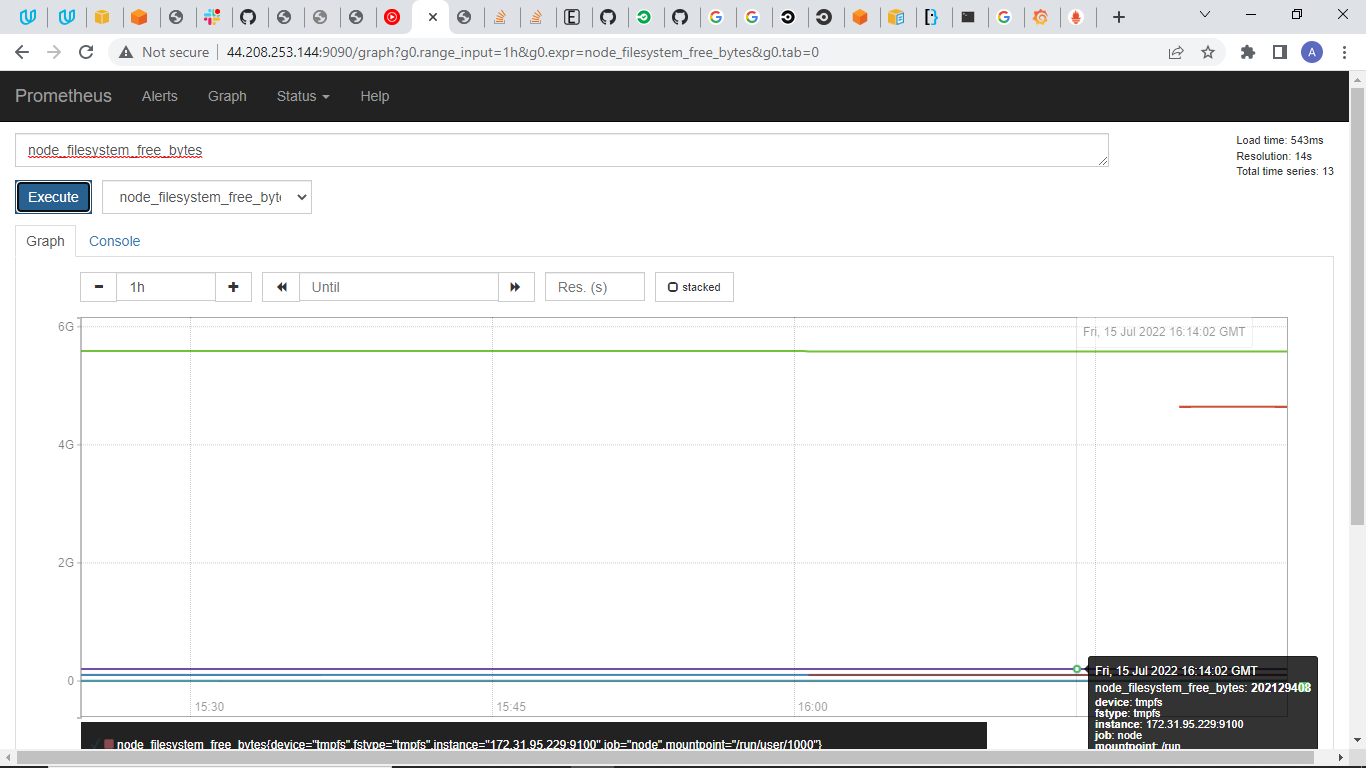 Not secure
44.208.253.144:9090/graph?g0.range_input=1h&g0.expr=node_filesystem_free_bytes&g0.tab=0
A
Prometheus
Alerts
Graph
Status
Help
node_filesystem_free_bytes
Load time: 543ms
Resolution: 14s
Total time series: 13
Execute
node_filesystem_free_byt
Graph
Console
1h
Until
Res. (s)
stacked
6G
Fri, 15 Jul 2022 16:14:02 GMT
4G
2G
0
15:30
15:45
16:00
Fri, 15 Jul 2022 16:14:02 GMT
node_filesystem_free_bytes: 202129408
device: tmpfs
fstype: tmpfs
instance: 172.31.95.229:9100
job: node
mountpoint: /run
node_filesystem_free_bytes{device="tmpfs",fstype="tmpfs",instance="172.31.95.229:9100",job="node",mountpoint="/run/user/1000"}